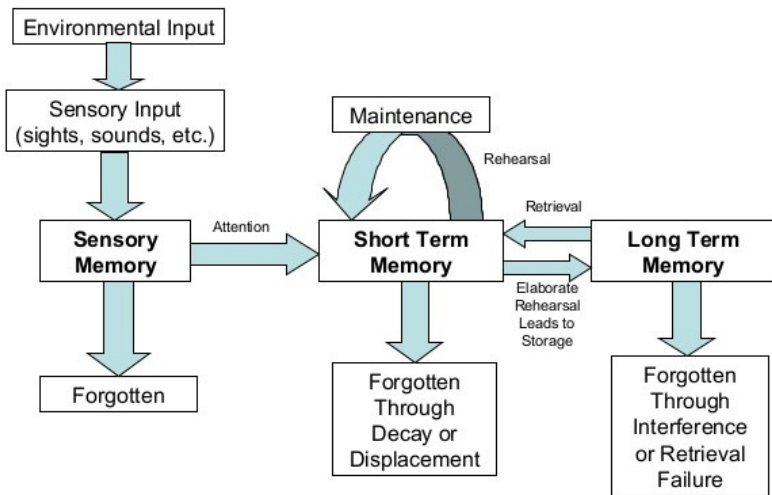 Environmental Input
Sensory Input
(sights, sounds, etc.)
Maintenance
Rehearsal
Sensory
Memory
Attention
Short Term
Memory
Retrieval
Elaborate
Rehearsal
Leads to
Storage
Long Term
Memory
Forgotten
Forgotten
Through
Decay or
Displacement
Forgotten
Through
Interference
or Retrieval
Failure